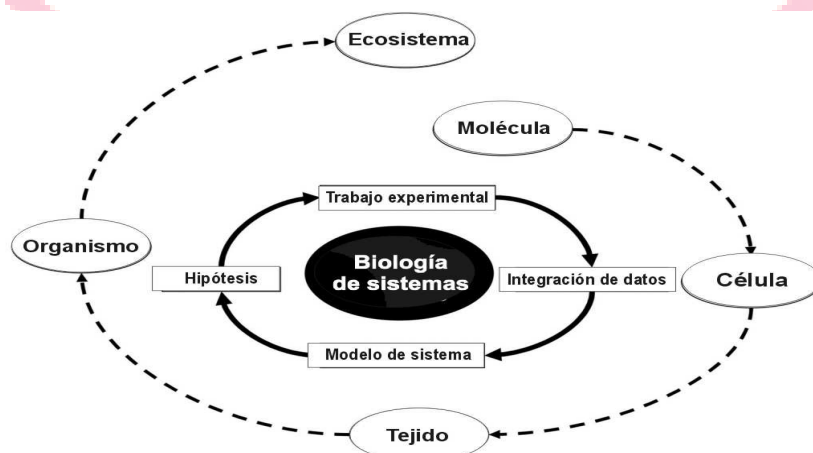 Ecosistema
Molécula
Trabajo experimental
Organismo
Biología
de sistemas
Hipótesis
Integración de datos
Célula
Modelo de sistema
Tejido